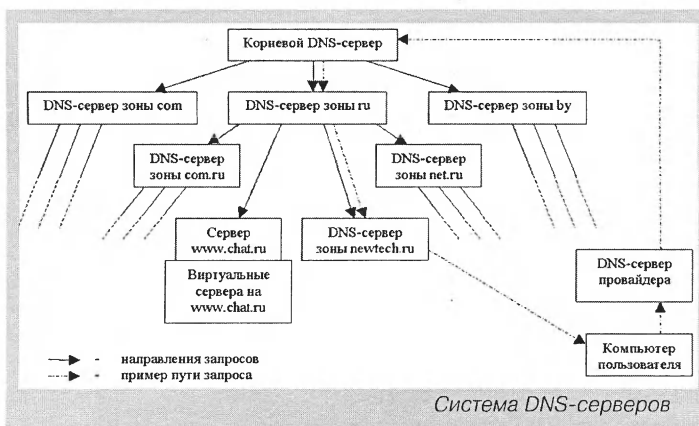 Корневой DNS-сервер
DNS-сервер зоны com
DNS-сервер зоны ru
DNS-сервер зоны by
DNS-сервер
зоны com.ru
DNS-сервер
зоны net.ru
Сервер
www.chat.ru
DNS-сервер
зоны newtech.ru
Виртуальные
сервера на
www.chat.ru
DNS-сервер
провайдера
Компьютер
пользователя
- направления запросов
- пример пути запроса
Система DNS-серверов